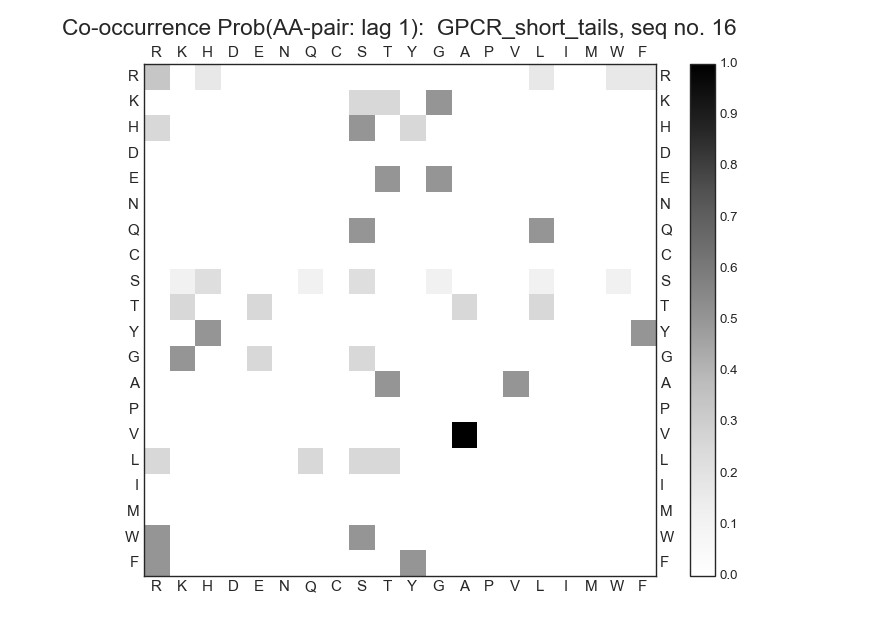 Co-occurrence Prob(AA-pair: lag 1):  GPCR_short_tails, seq no. 16
R K H D E N Q C S T Y G A P V L I M W F
R R 1.0
K K 0.9
H H
D D 0.8
E E
N N 0.7
Q Q 0.6
C C
S S 0.5
T T
Y Y
G G 0.4
A A
P P 0.3
V V
L L 0.2
I I
M M 0.1
W W
F F 0.0
R K H D E N Q C S T Y G A P V L I M W F